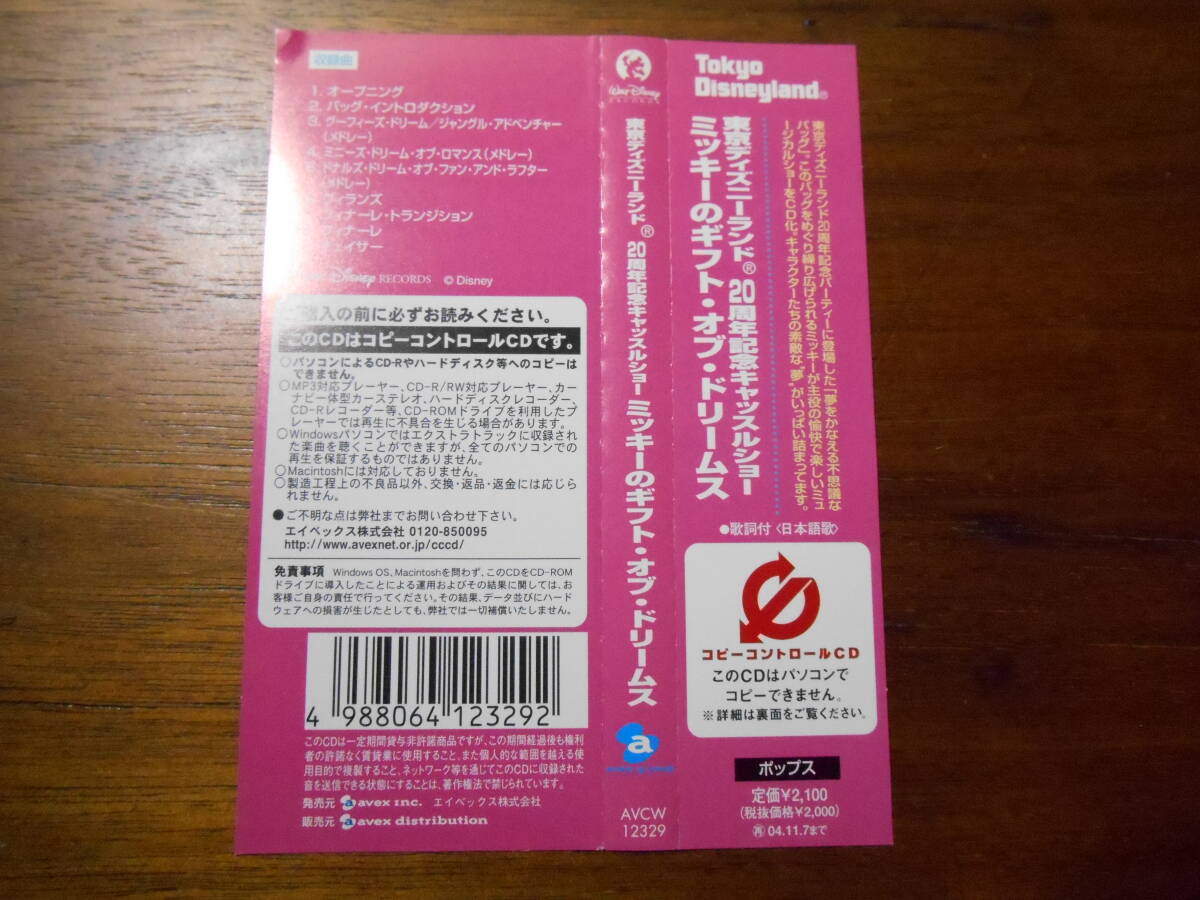 収録曲
1. オープニング
2. バッグ・イントロダクション
3. グーフィーズ・ドリーム／ジャングル・アドベンチャー
(メドレー)
4. ミニーズ・ドリーム・オブ・ロマンス(メドレー)
ドナルズ・ドリーム・オブ・ファン・アンド・ラフター
(メドレー)
ヴィランズ
フィナーレ・トランジション
フィナーレ
チェイサー
Disney RECORDS © Disney
購入の前に必ずお読みください。
このCDはコピーコントロールCDです。
○パソコンによるCD-Rやハードディスク等へのコピーは
できません。
○MP3対応プレーヤー、CD-R/RW対応プレーヤー、カー
ナビ一体型カーステレオ、ハードディスクレコーダー、
CD-Rレコーダー等、CD-ROMドライブを利用したプ
レーヤーでは再生に不具合を生じる場合があります。
○Windowsパソコンではエクストラトラックに収録され
た楽曲を聴くことができますが、全てのパソコンでの
再生を保証するものではありません。
○Macintoshには対応しておりません。
○製造工程上の不良品以外、交換・返品・返金には応じら
れません。
●ご不明な点は弊社までお問い合わせ下さい。
エイベックス株式会社 0120-850095
http://www.avexnet.or.jp/cccd/
免責事項 Windows OS, Macintoshを問わず、このCDをCD-ROM
ドライブに導入したことによる運用およびその結果に関しては、お
客様ご自身の責任で行ってください。その結果、データ並びにハード
ウェアへの損害が生じたとしても、弊社では一切補償いたしません。
4 988064 123292
このCDは一定期間貸与非許諾商品ですが、この期間経過後も権利
者の許諾なく賃貸業に使用すること、また個人的な範囲を越える使
用目的で複製すること、ネットワーク等を通じてこのCDに収録された
音を送信できる状態にすることは、著作権法で禁じられています。
発売元 avex inc. エイベックス株式会社
販売元 avex distribution
Walt Disney
RECORDS
東京ディズニーランド® 20周年記念キャッスルショー ミッキーのギフト・オブ・ドリームス
a
AVCW
12329
Tokyo
Disneyland®
東京ディズニーランド® 20周年記念キャッスルショー
ミッキーのギフト・オブ・ドリームス
東京ディズニーランド20周年記念パーティーに登場した「夢をかなえる不思議な
バッグ」。このバッグをめぐり繰り広げられるミッキーが主役の愉快で楽しいミュ
ージカルショーをCD化。キャラクターたちの素敵な“夢”がいっぱい詰まってます。
●歌詞付〈日本語歌〉
コピーコントロールCD
このCDはパソコンで
コピーできません。
※詳細は裏面をご覧ください。
ポップス
定価¥2,100
(税抜価格¥2,000)
再 04.11.7まで